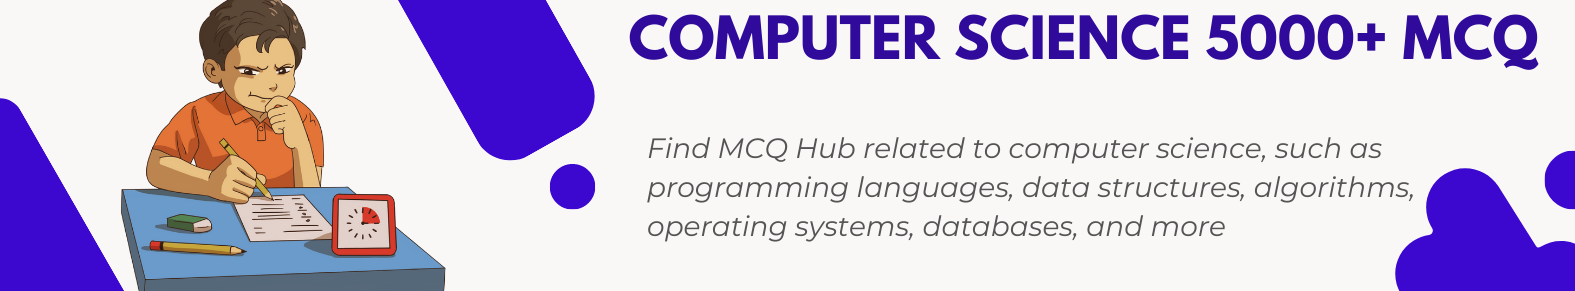 COMPUTER SCIENCE 5000+ MCQ
Find MCQ Hub related to computer science, such as
programming languages, data structures, algorithms,
operating systems, databases, and more